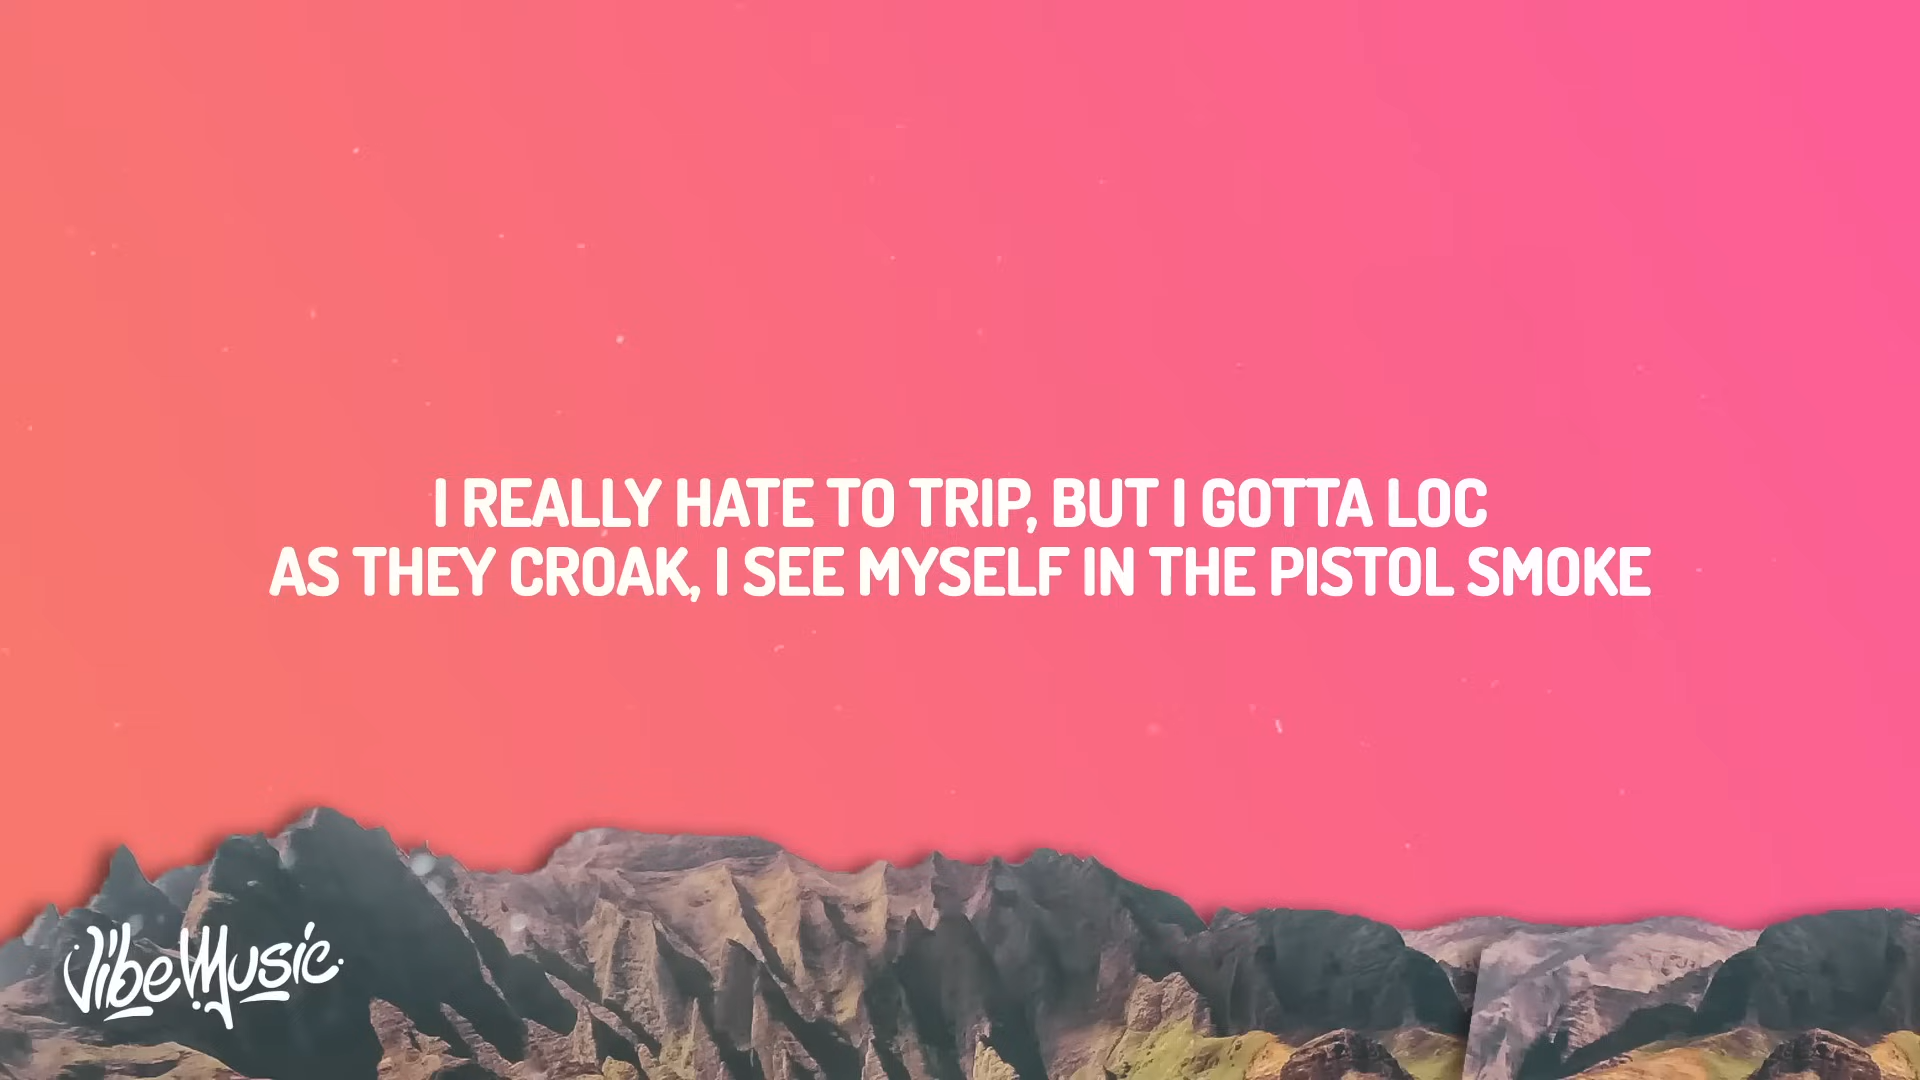 I REALLY HATE TO TRIP, BUT I GOTTA LOC
AS THEY CROAK, I SEE MYSELF IN THE PISTOL SMOKE
VibeMusic